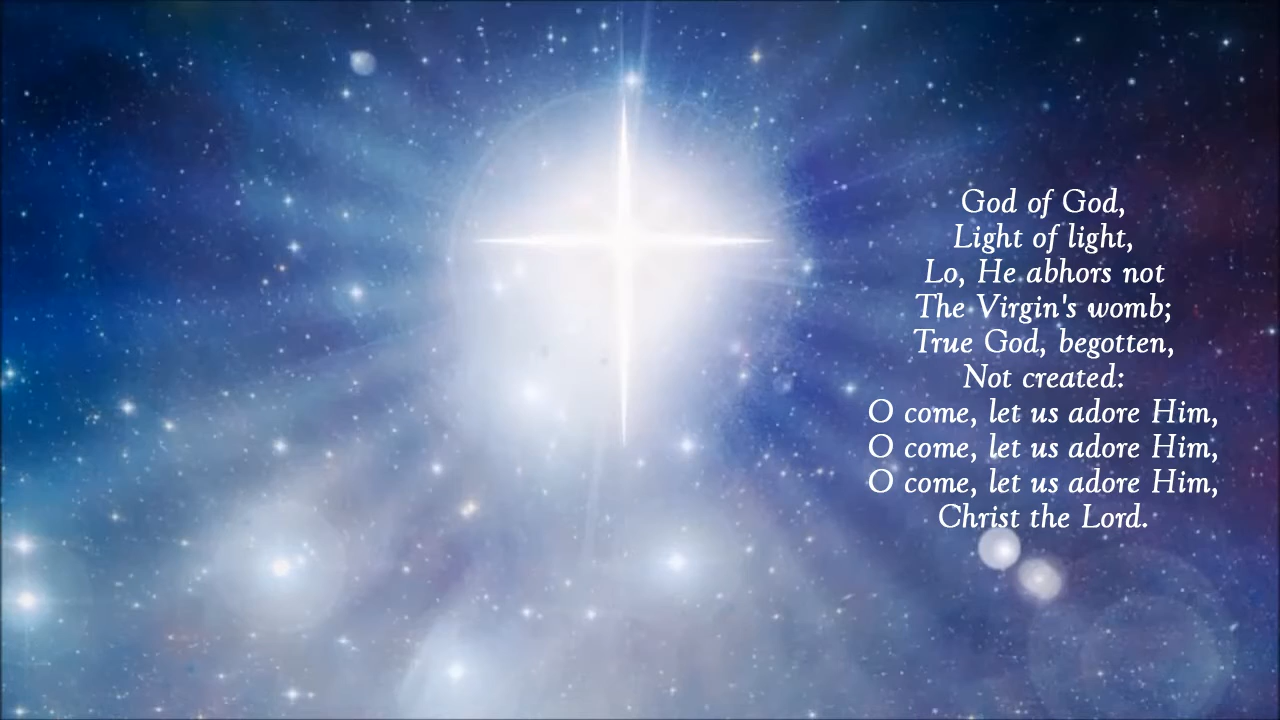 God of God,
Light of light,
Lo, He abhors not
The Virgin's womb;
True God, begotten,
Not created:
O come, let us adore Him,
O come, let us adore Him,
O come, let us adore Him,
Christ the Lord.